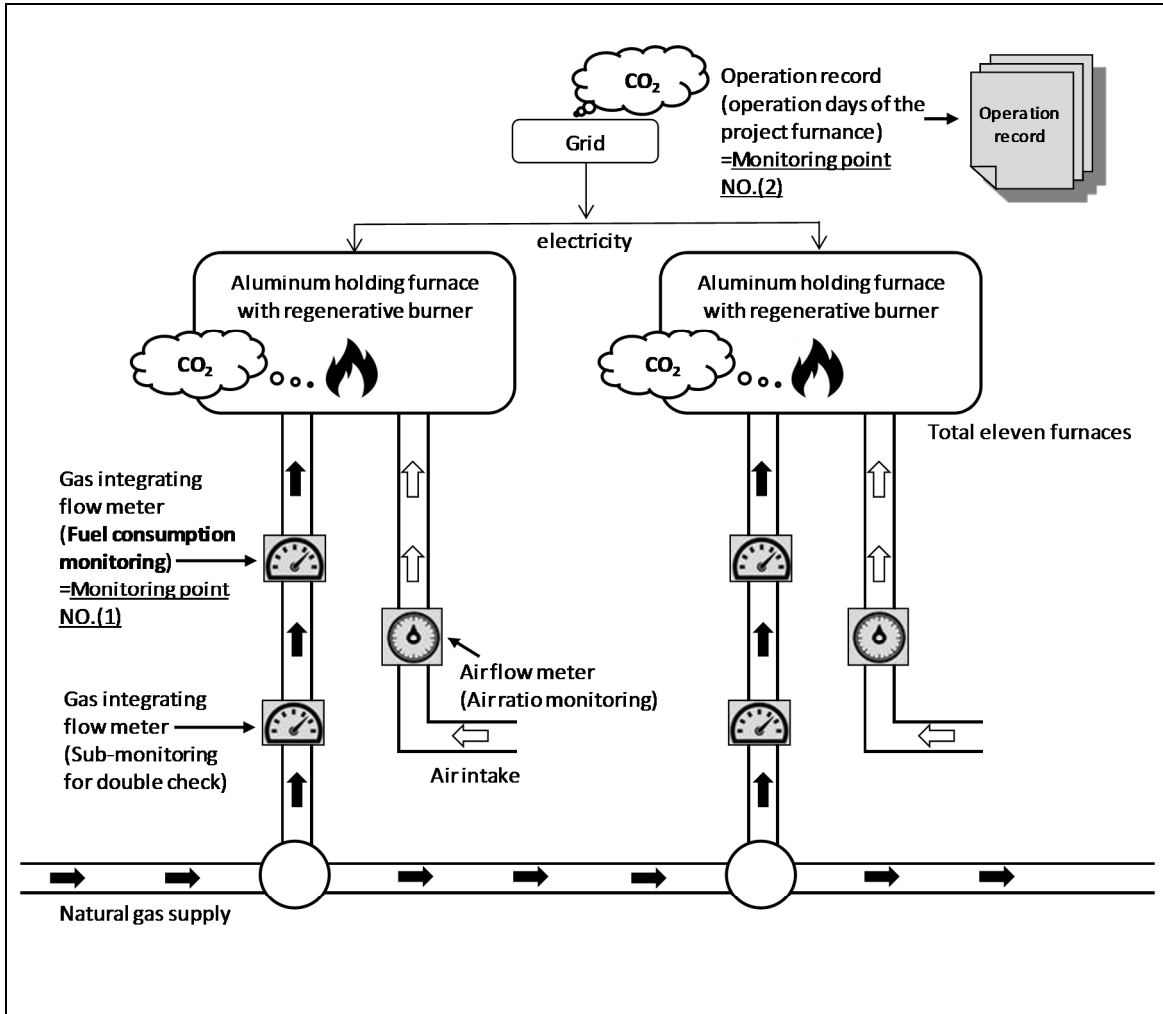 CO₂
Operation record
(operation days of the
project furnance)
=Monitoring point
NO.(2)
Operation
record
Grid
electricity
Aluminum holding furnace
with regenerative burner
CO₂
Aluminum holding furnace
with regenerative burner
CO₂
Total eleven furnaces
Gas integrating
flow meter
(Fuel consumption
monitoring)
=Monitoring point
NO.(1)
Air flow meter
(Air ratio monitoring)
Gas integrating
flow meter
(Sub-monitoring
for double check)
Air intake
Natural gas supply